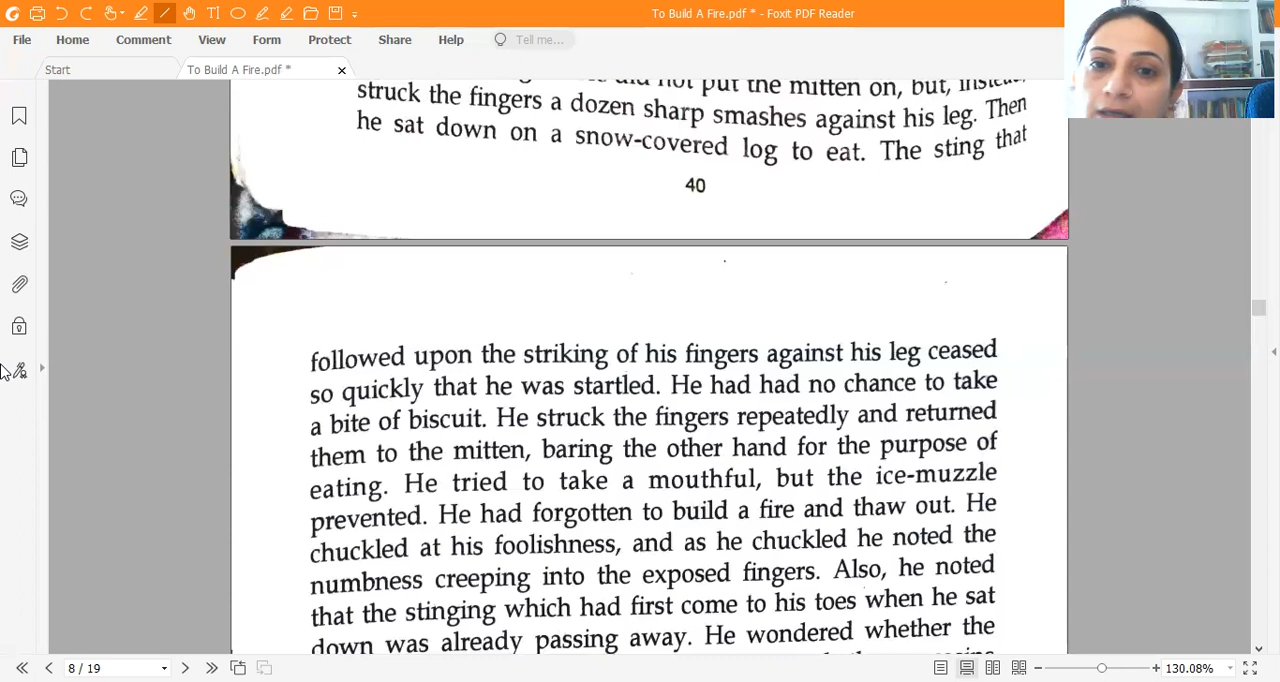 To Build A Fire.pdf * - Foxit PDF Reader
File Home Comment View Form Protect Share Help Tell me...
Start To Build A Fire.pdf *
did not put the mitten on, but,
struck the fingers a dozen sharp smashes against his leg. Then
he sat down on a snow-covered log to eat. The sting that
40
followed upon the striking of his fingers against his leg ceased
so quickly that he was startled. He had had no chance to take
a bite of biscuit. He struck the fingers repeatedly and returned
them to the mitten, baring the other hand for the purpose of
eating. He tried to take a mouthful, but the ice-muzzle
prevented. He had forgotten to build a fire and thaw out. He
chuckled at his foolishness, and as he chuckled he noted the
numbness creeping into the exposed fingers. Also, he noted
that the stinging which had first come to his toes when he sat
down was already passing away. He wondered whether the
8 / 19
130.08%